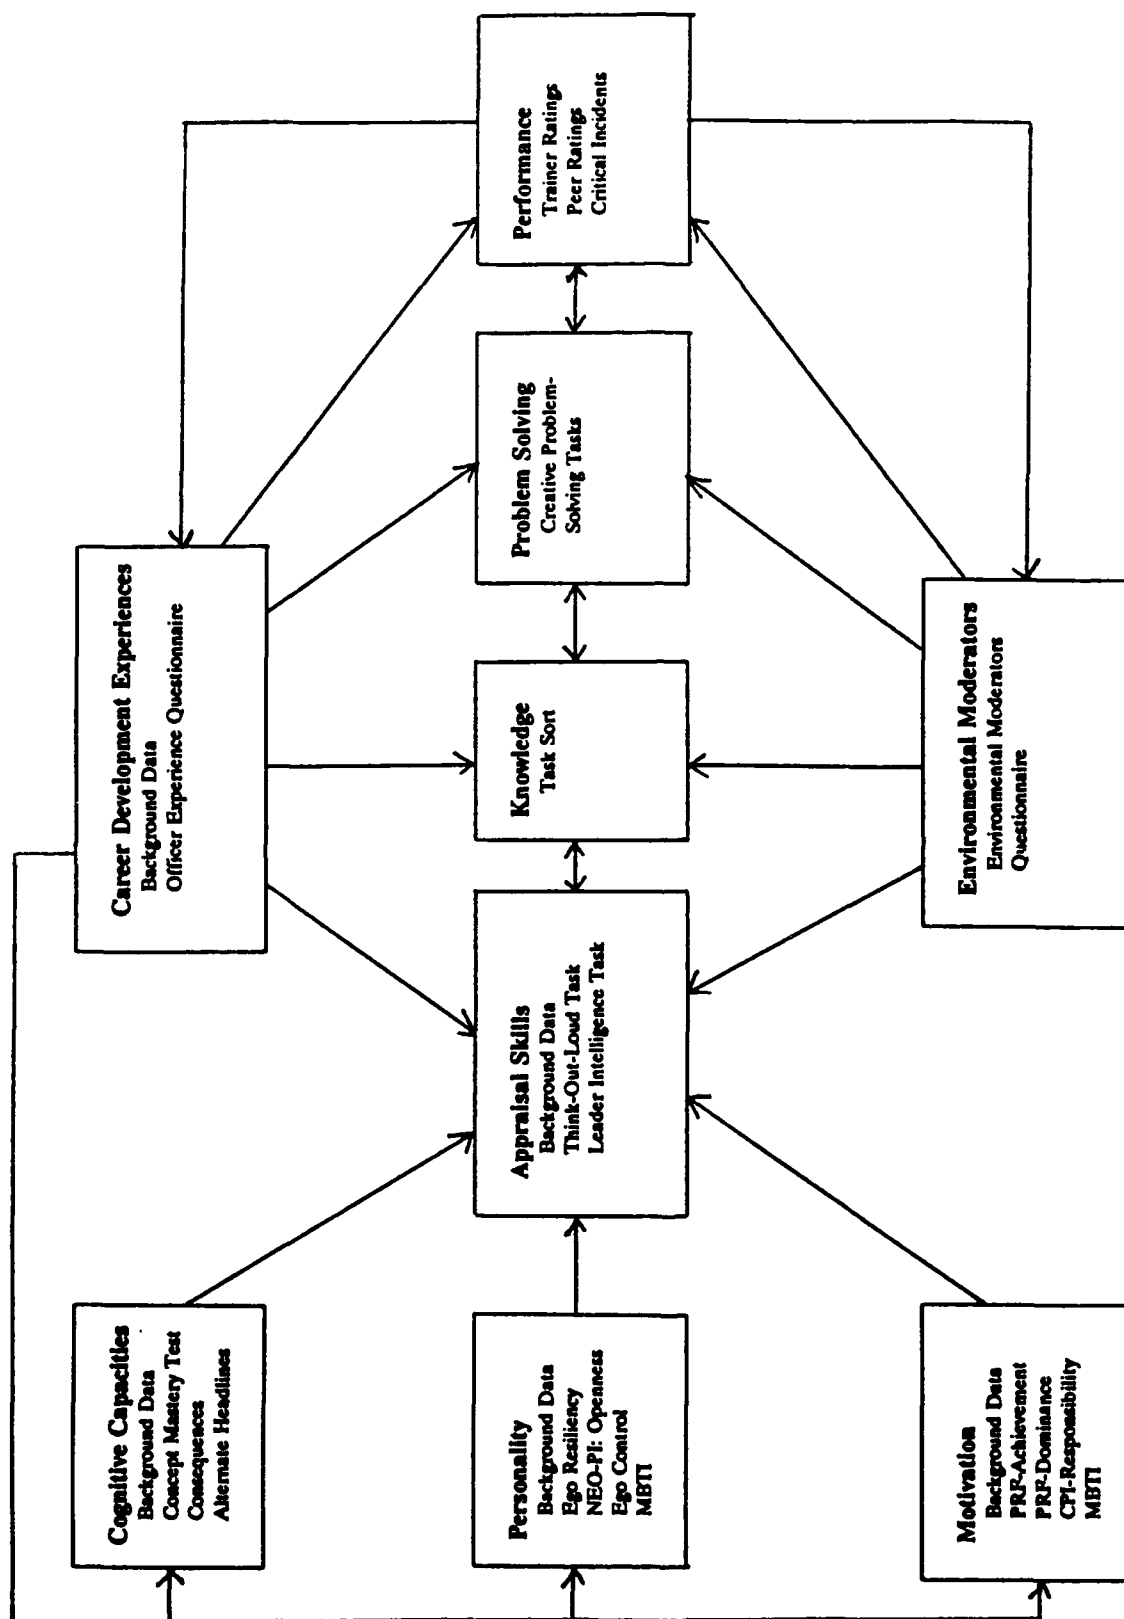 Cognitive Capacities
Background Data
Concept Mastery Test
Consequences
Alternate Headlines
Personality
Background Data
Ego Resiliency
NEO-PI: Openness
Ego Control
MBTI
Motivation
Background Data
PRF-Achievement
PRF-Dominance
CPI-Responsibility
MBTI
Career Development Experiences
Background Data
Officer Experience Questionnaire
Appraisal Skills
Background Data
Think-Out-Loud Task
Leader Intelligence Task
Knowledge
Task Sort
Problem Solving
Creative Problem-
Solving Tasks
Performance
Trainer Ratings
Peer Ratings
Critical Incidents
Environmental Moderators
Environmental Moderators
Questionnaire